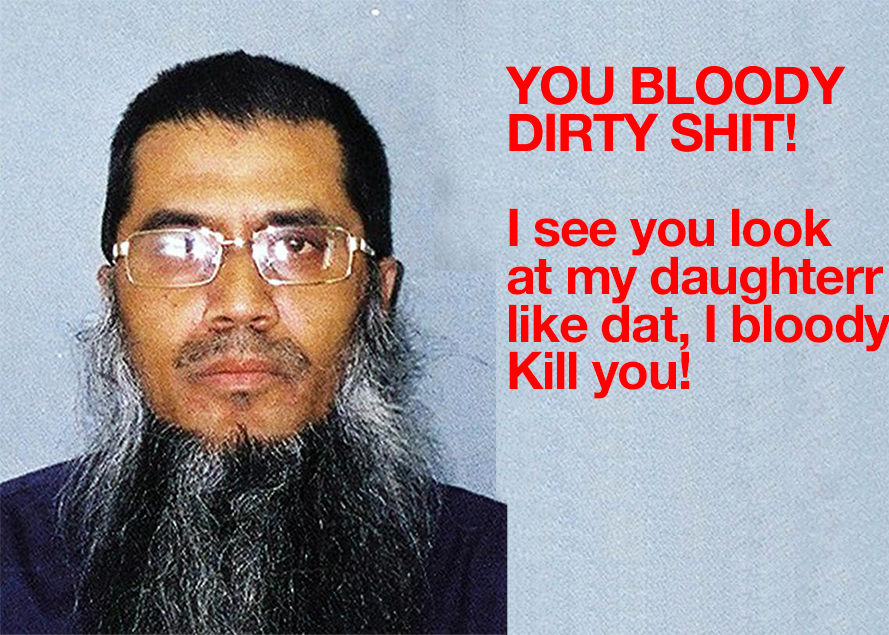 YOU BLOODY
DIRTY SHIT!
I see you look
at my daughterr
like dat, I bloody
Kill you!